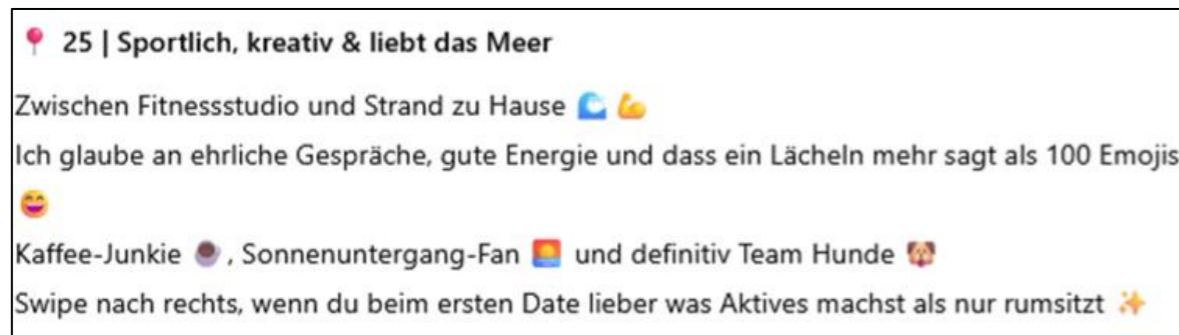 📍 25 | Sportlich, kreativ & liebt das Meer
Zwischen Fitnessstudio und Strand zu Hause 🌊 💪
Ich glaube an ehrliche Gespräche, gute Energie und dass ein Lächeln mehr sagt als 100 Emojis
😄
Kaffee-Junkie ☕, Sonnenuntergang-Fan 🌅 und definitiv Team Hunde 🐶
Swipe nach rechts, wenn du beim ersten Date lieber was Aktives machst als nur rumsitzt ✨